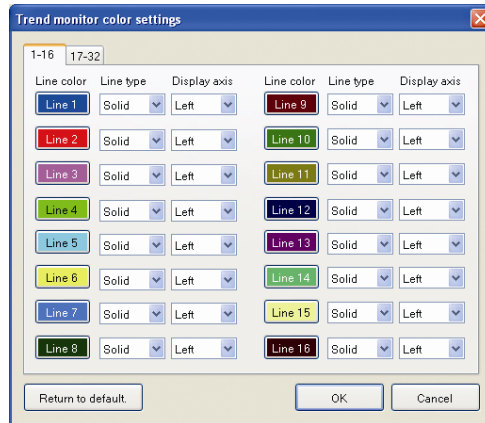 Trend monitor color settings
1-16 17-32
Line color Line type Display axis Line color Line type Display axis
Line 1 Solid Left Line 9 Solid Left
Line 2 Solid Left Line 10 Solid Left
Line 3 Solid Left Line 11 Solid Left
Line 4 Solid Left Line 12 Solid Left
Line 5 Solid Left Line 13 Solid Left
Line 6 Solid Left Line 14 Solid Left
Line 7 Solid Left Line 15 Solid Left
Line 8 Solid Left Line 16 Solid Left
Return to default. OK Cancel